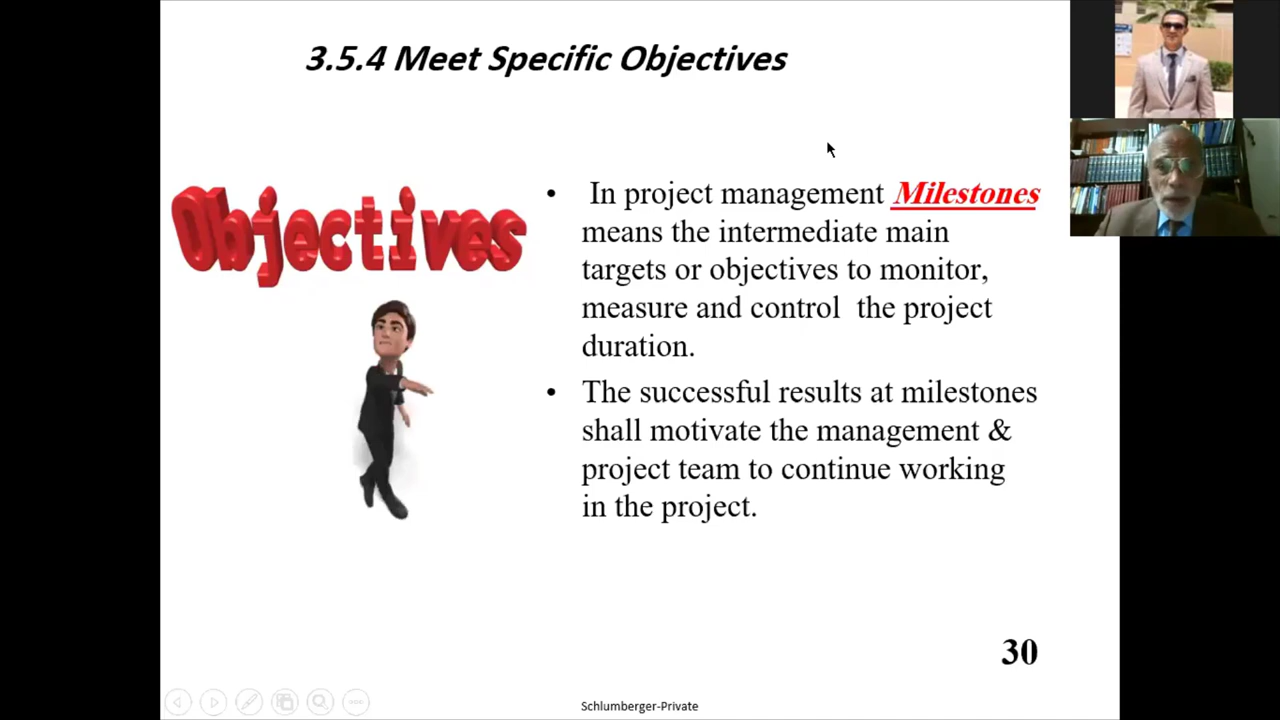 3.5.4 Meet Specific Objectives
Objectives
• In project management Milestones
means the intermediate main
targets or objectives to monitor,
measure and control the project
duration.
• The successful results at milestones
shall motivate the management &
project team to continue working
in the project.
30
Schlumberger-Private